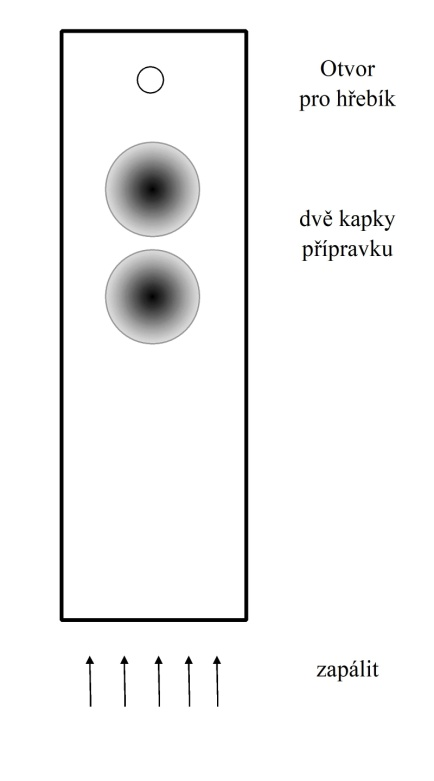 Otvor
pro hřebík
dvě kapky
přípravku
zapálit